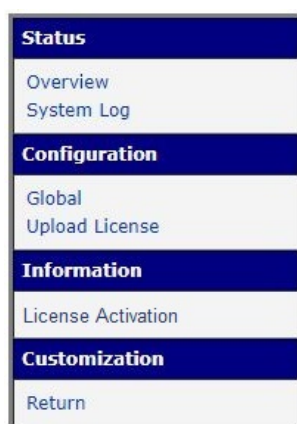 Status
Overview
System Log
Configuration
Global
Upload License
Information
License Activation
Customization
Return